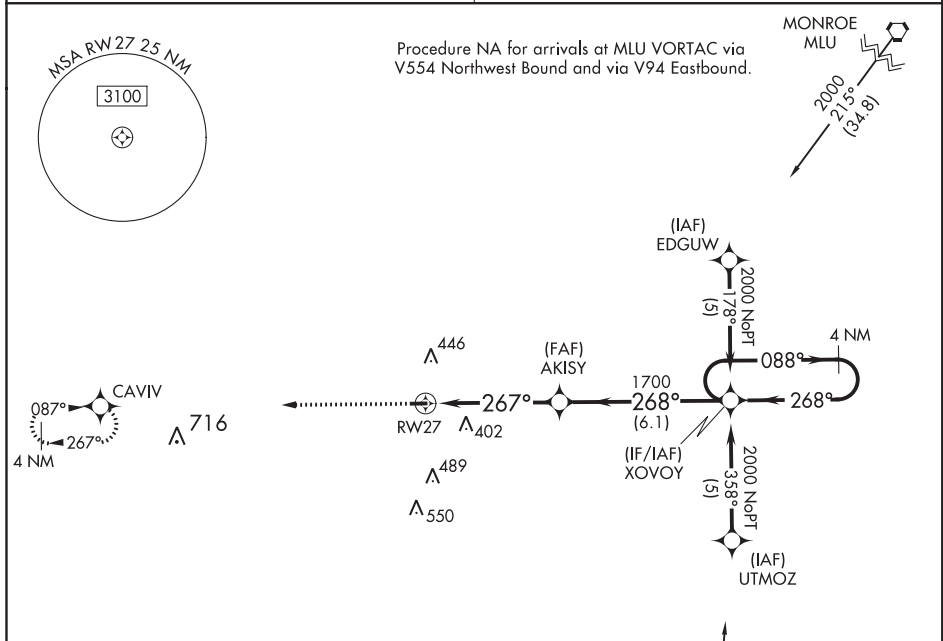 MSA RW27 25 NM
3100
Procedure NA for arrivals at MLU VORTAC via
V554 Northwest Bound and via V94 Eastbound.
MONROE
MLU
2000
215°
(34.8)
(IAF)
EDGUW
2000 NoPT
178°
(5)
4 NM
088°
446
(FAF)
AKISY
1700
268°
(6.1)
268°
CAVIV
087°
267°
4 NM
716
RW27
267°
402
(IF/IAF)
XOVOY
489
550
2000 NoPT
358°
(5)
(IAF)
UTMOZ